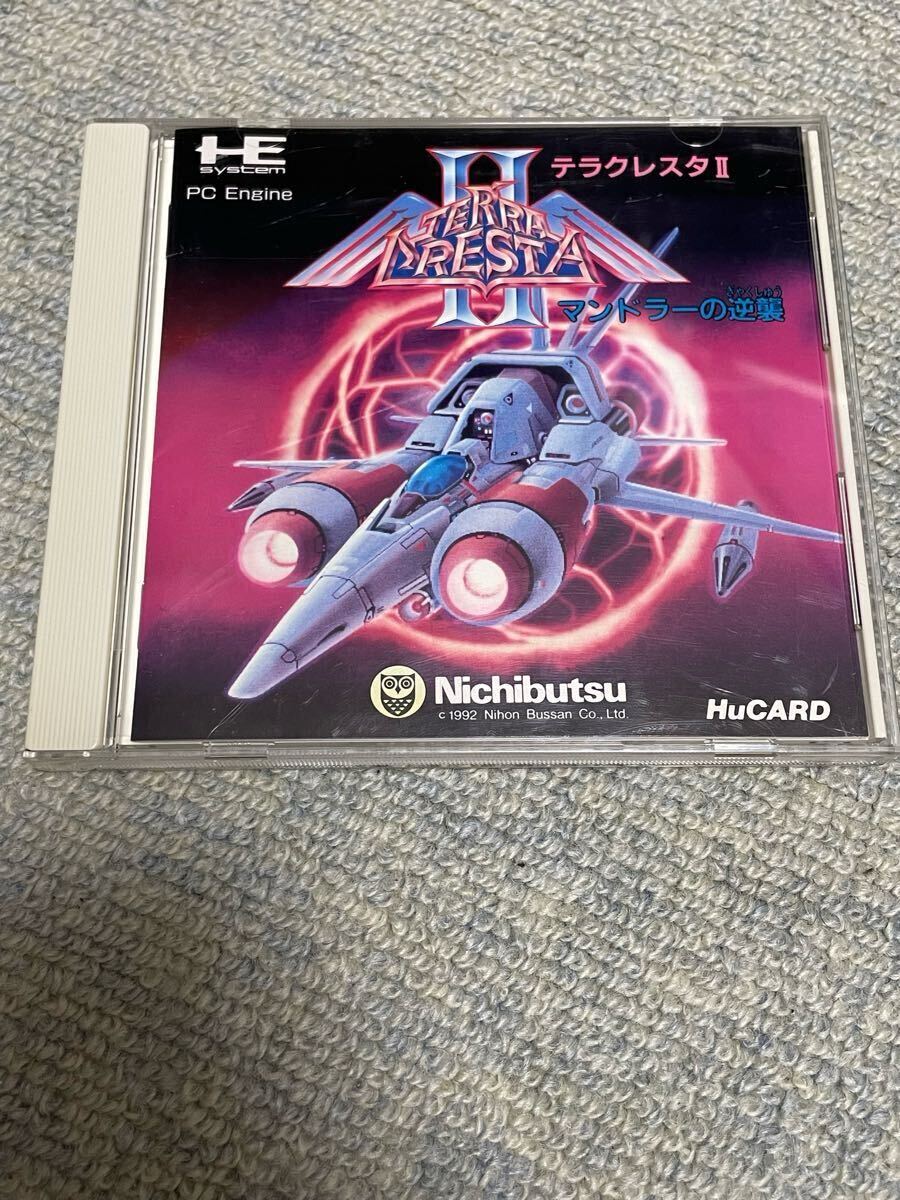 HE
system
PC Engine
テラクレスタⅡ
II
TERRA
CRESTA
きゃくしゅう
マンドラーの逆襲
Nichibutsu
c 1992 Nihon Bussan Co., Ltd.
HuCARD